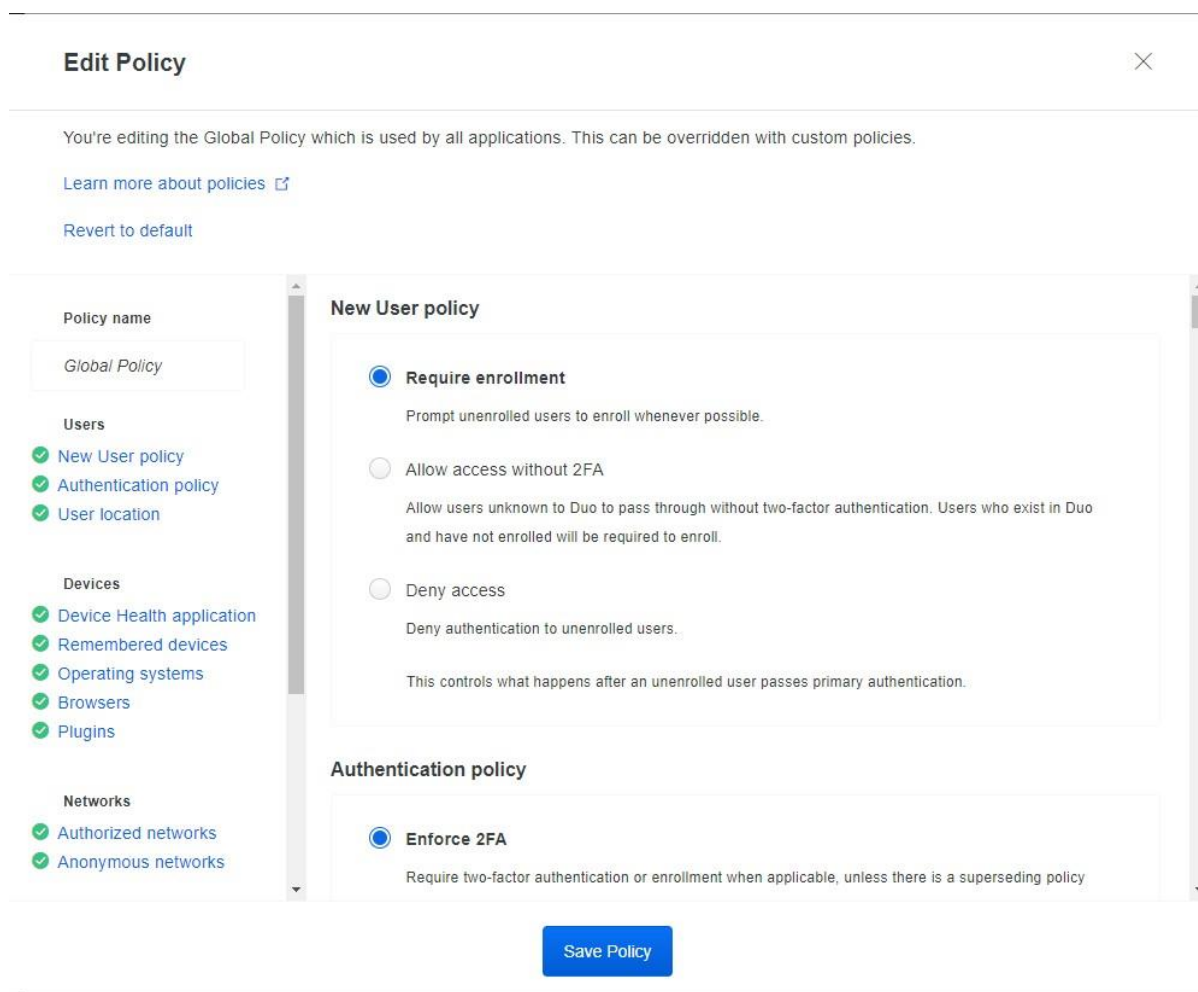 Edit Policy
You're editing the Global Policy which is used by all applications. This can be overridden with custom policies.
Learn more about policies
Revert to default
Policy name
Global Policy
Users
New User policy
Authentication policy
User location
Devices
Device Health application
Remembered devices
Operating systems
Browsers
Plugins
Networks
Authorized networks
Anonymous networks
New User policy
Require enrollment
Prompt unenrolled users to enroll whenever possible.
Allow access without 2FA
Allow users unknown to Duo to pass through without two-factor authentication. Users who exist in Duo
and have not enrolled will be required to enroll.
Deny access
Deny authentication to unenrolled users.
This controls what happens after an unenrolled user passes primary authentication.
Authentication policy
Enforce 2FA
Require two-factor authentication or enrollment when applicable, unless there is a superseding policy
Save Policy